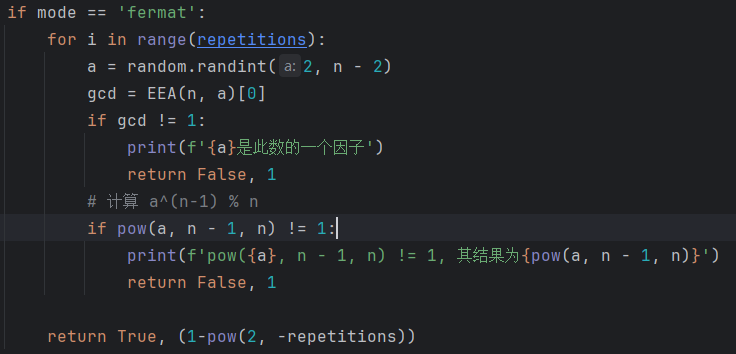 if mode == 'fermat':
    for i in range(repetitions):
        a = random.randint( a: 2, n - 2)
        gcd = EEA(n, a)[0]
        if gcd != 1:
            print(f'{a}是此数的一个因子')
            return False, 1
        # 计算 a^(n-1) % n
        if pow(a, n - 1, n) != 1:
            print(f'pow({a}, n - 1, n) != 1, 其结果为{pow(a, n - 1, n)}')
            return False, 1
    return True, (1-pow(2, -repetitions))